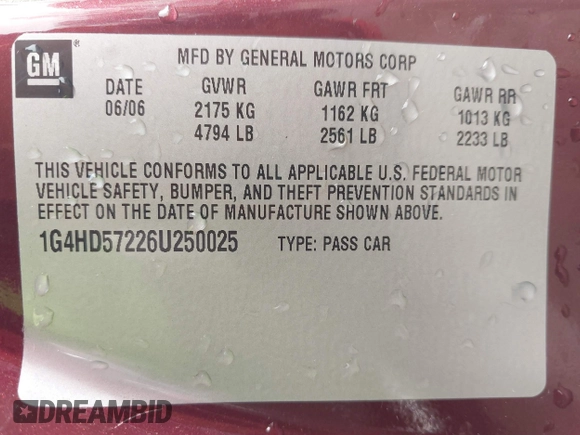 GM®
MFD BY GENERAL MOTORS CORP
DATE GVWR GAWR FRT GAWR RR
06/06 2175 KG 1162 KG 1013 KG
4794 LB 2561 LB 2233 LB
THIS VEHICLE CONFORMS TO ALL APPLICABLE U.S. FEDERAL MOTOR
VEHICLE SAFETY, BUMPER, AND THEFT PREVENTION STANDARDS IN
EFFECT ON THE DATE OF MANUFACTURE SHOWN ABOVE.
1G4HD57226U250025 TYPE: PASS CAR
DREAMBID